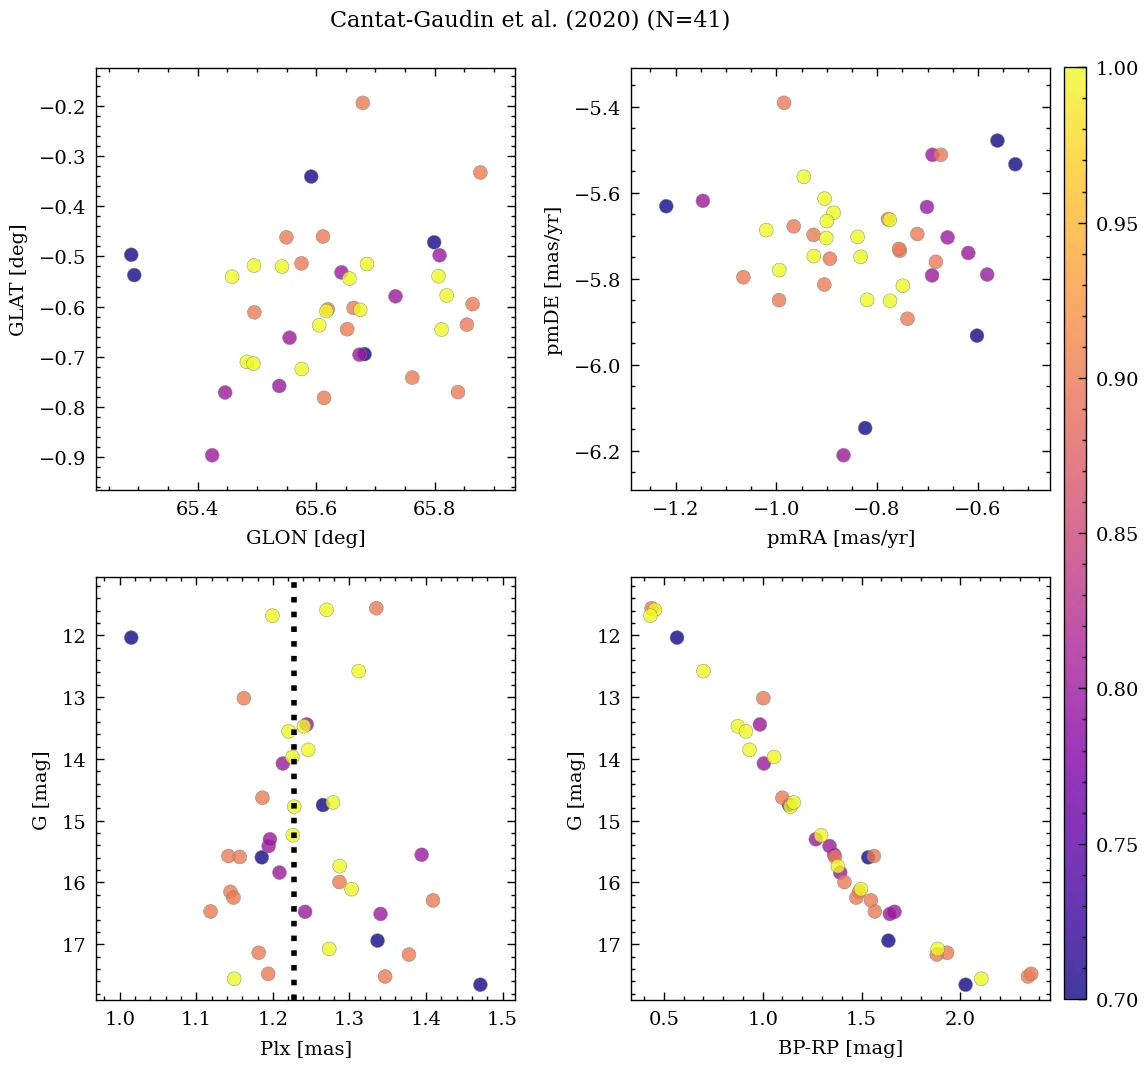 Cantat-Gaudin et al. (2020) (N=41)
−0.2
−0.3
−0.4
−0.5
−0.6
−0.7
−0.8
−0.9
GLAT [deg]
65.4 65.6 65.8
GLON [deg]
−5.4
−5.6
−5.8
−6.0
−6.2
pmDE [mas/yr]
−1.2 −1.0 −0.8 −0.6
pmRA [mas/yr]
1.00
0.95
0.90
0.85
0.80
0.75
0.70
12
13
14
15
16
17
G [mag]
1.0 1.1 1.2 1.3 1.4 1.5
Plx [mas]
12
13
14
15
16
17
G [mag]
0.5 1.0 1.5 2.0
BP-RP [mag]